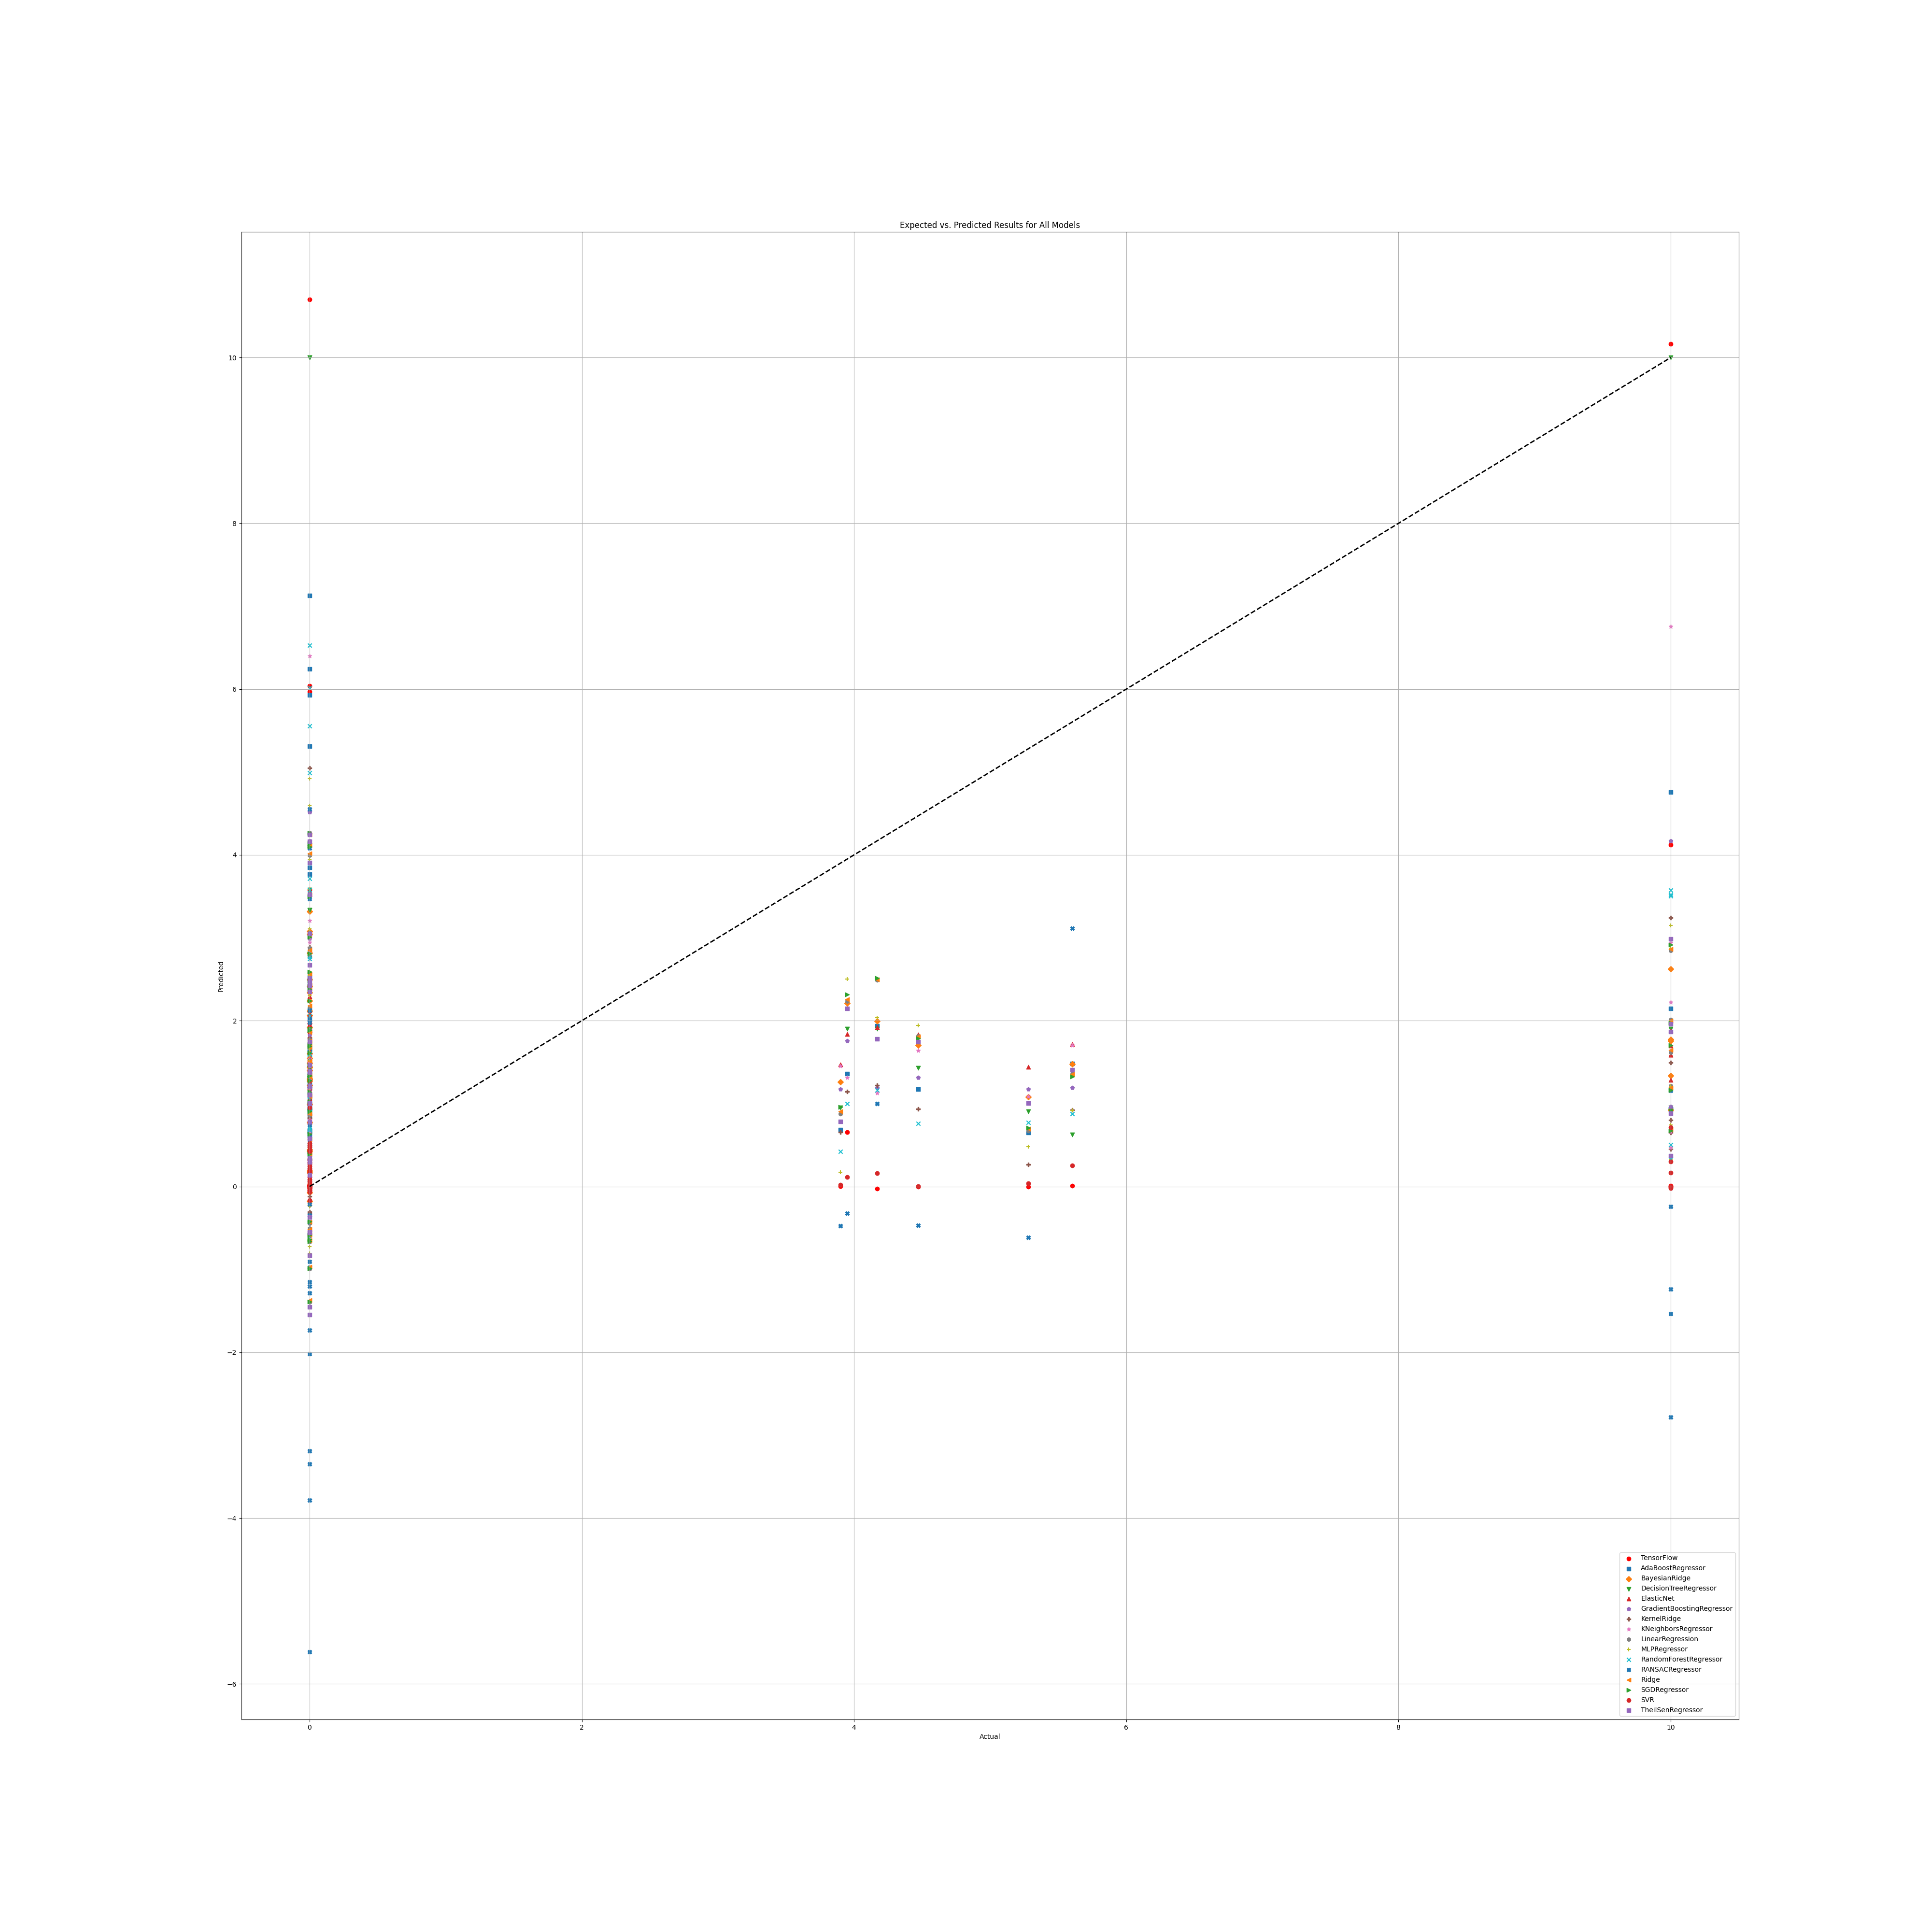 Expected vs. Predicted Results for All Models
10
8
6
4
2
0
−2
−4
−6
Predicted
0
2
4
6
8
10
Actual
TensorFlow
AdaBoostRegressor
BayesianRidge
DecisionTreeRegressor
ElasticNet
GradientBoostingRegressor
KernelRidge
KNeighborsRegressor
LinearRegression
MLPRegressor
RandomForestRegressor
RANSACRegressor
Ridge
SGDRegressor
SVR
TheilSenRegressor